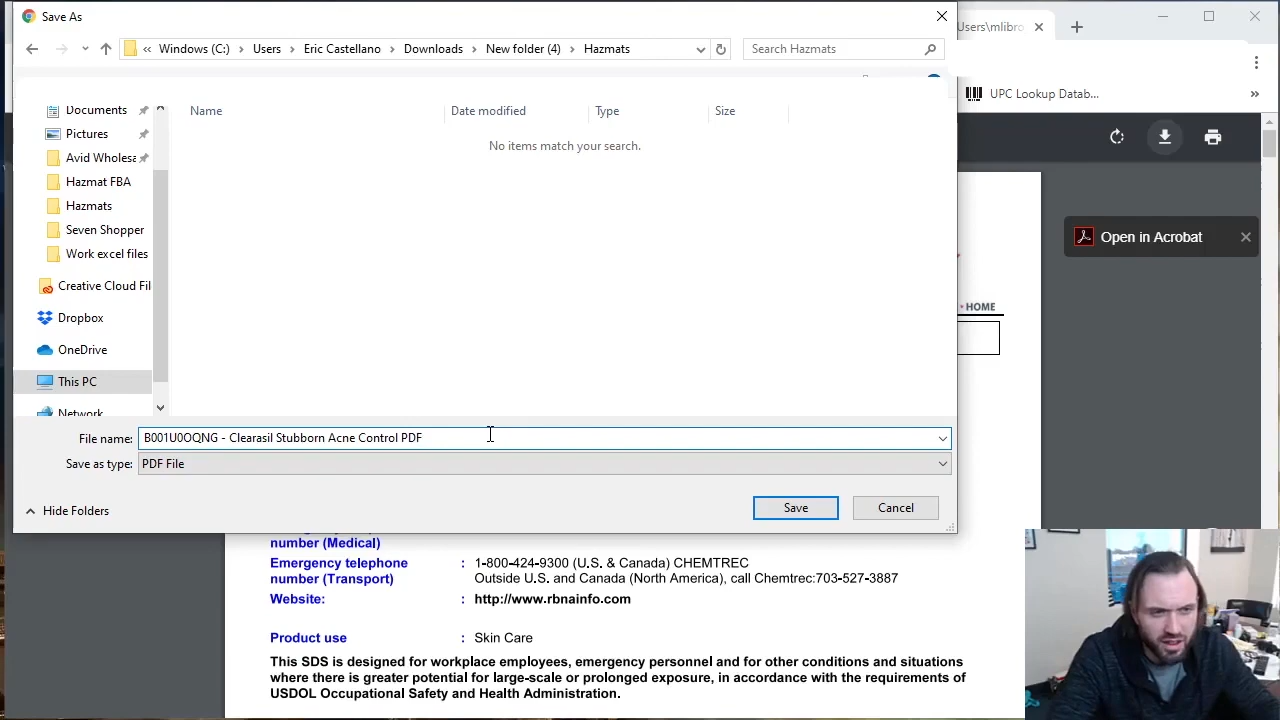 Save As
Users\mlibro
« Windows (C:) › Users › Eric Castellano › Downloads › New folder (4) › Hazmats
Search Hazmats
UPC Lookup Datab...
»
Name Date modified Type Size
No items match your search.
Documents
Pictures
Avid Wholesa
Hazmat FBA
Hazmats
Seven Shopper
Work excel files
Creative Cloud Fil
Dropbox
OneDrive
This PC
Network
Open in Acrobat
HOME
File name: B001U0OQNG - Clearasil Stubborn Acne Control PDF
Save as type: PDF File
Hide Folders
Save
Cancel
number (Medical)
Emergency telephone : 1-800-424-9300 (U.S. & Canada) CHEMTREC
number (Transport) Outside U.S. and Canada (North America), call Chemtrec:703-527-3887
Website: : http://www.rbnainfo.com
Product use : Skin Care
This SDS is designed for workplace employees, emergency personnel and for other conditions and situations
where there is greater potential for large-scale or prolonged exposure, in accordance with the requirements of
USDOL Occupational Safety and Health Administration.